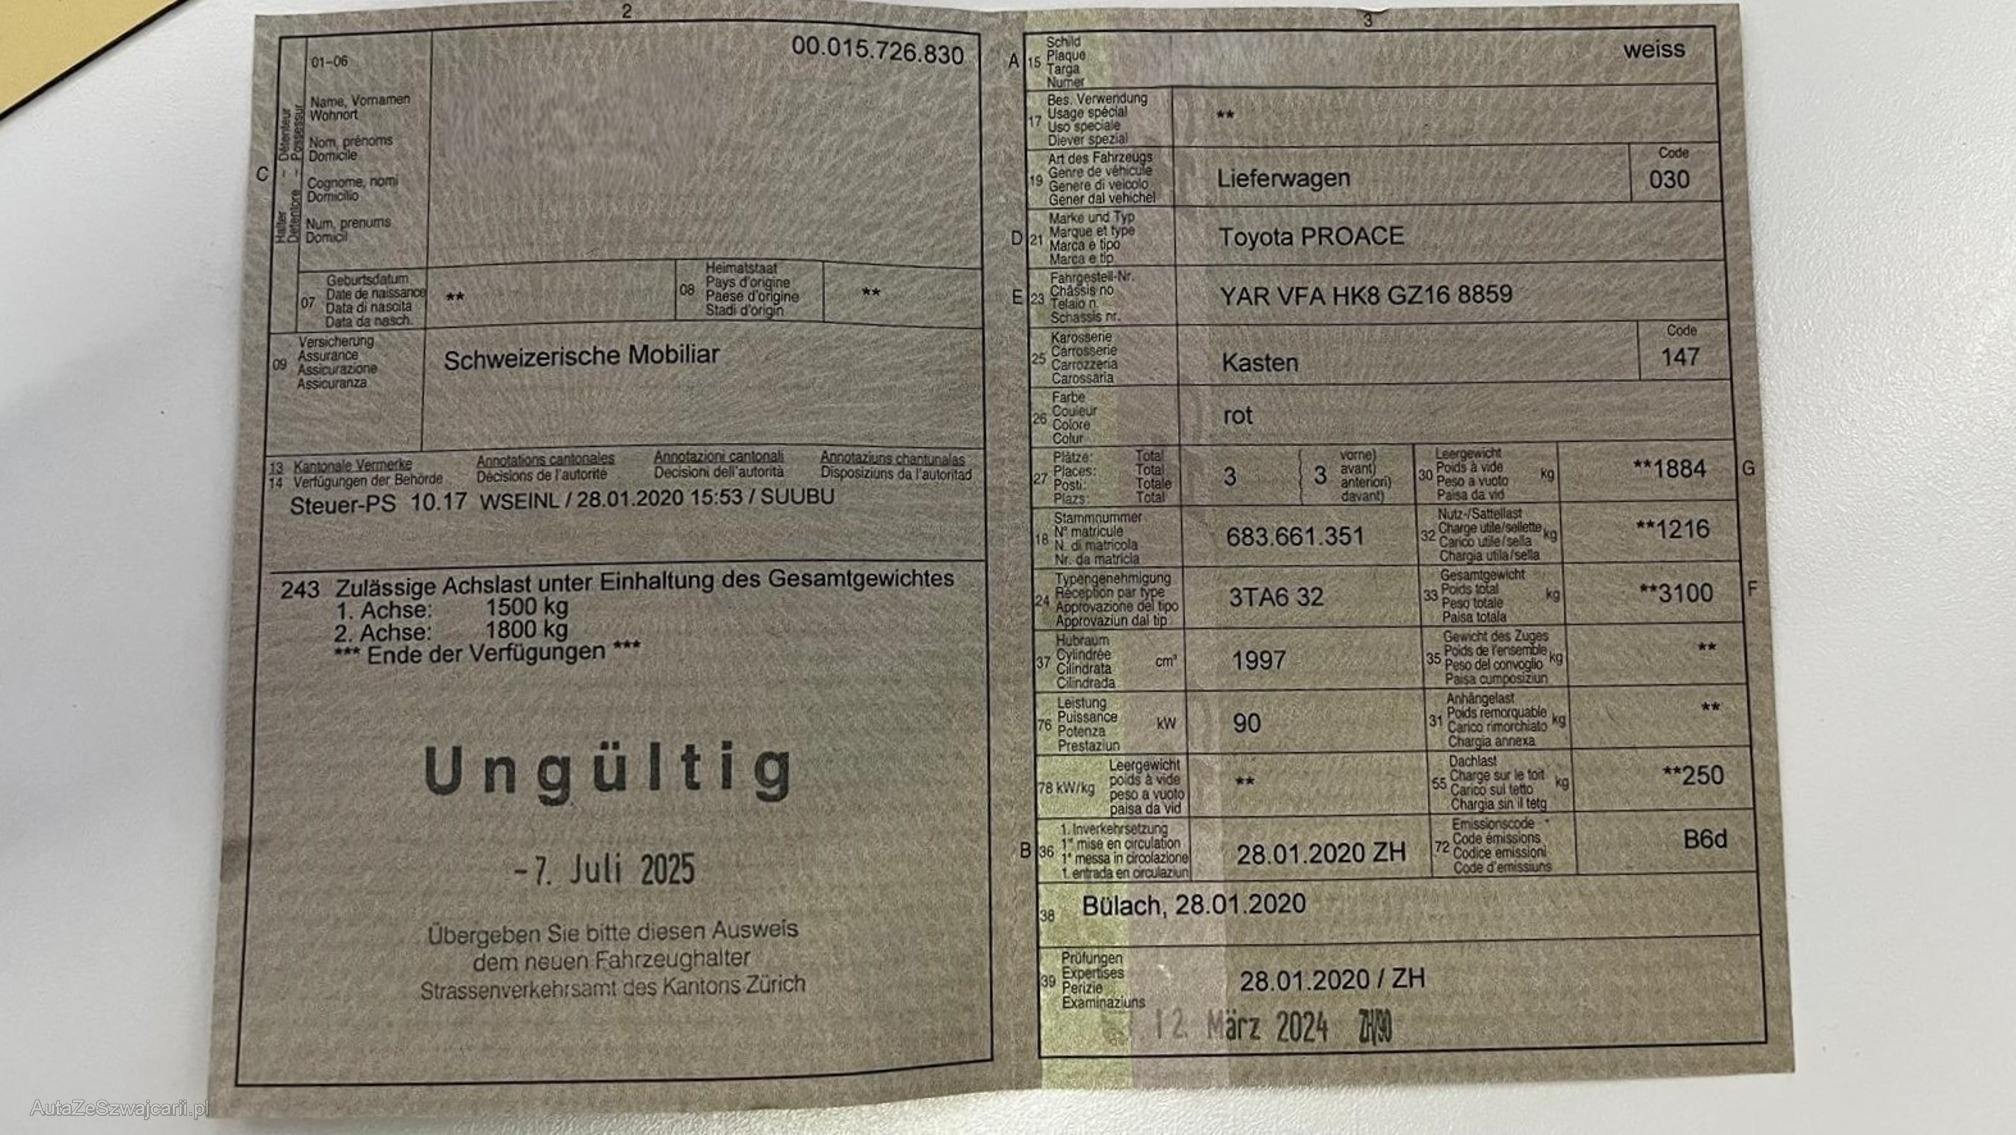 2
00.015.726.830
01-06
Name, Vornamen
Wohnort
Nom, prénoms
Domicile
Cognome, nomi
Domicilio
Num, prenums
Domicil
C
Halter – Détenteur
Detentore – Possessur
07
Geburtsdatum
Date de naissance
Data di nascita
Data da nasch.
**
08
Heimatstaat
Pays d'origine
Paese d'origine
Stadi d'origin
**
09
Versicherung
Assurance
Assicurazione
Assicuranza
Schweizerische Mobiliar
13 Kantonale Vermerke Annotations cantonales Annotazioni cantonali Annotaziuns chantunalas
14 Verfügungen der Behörde Décisions de l'autorité Decisioni dell'autorità Disposiziuns da l'autoritad
Steuer-PS 10.17 WSEINL / 28.01.2020 15:53 / SUUBU
243 Zulässige Achslast unter Einhaltung des Gesamtgewichtes
1. Achse: 1500 kg
2. Achse: 1800 kg
*** Ende der Verfügungen ***
Ungültig
-7. Juli 2025
Übergeben Sie bitte diesen Ausweis
dem neuen Fahrzeughalter
Strassenverkehrsamt des Kantons Zürich
3
A 15
Schild
Plaque
Targa
Numer
weiss
17
Bes. Verwendung
Usage spécial
Uso speciale
Diever spezial
**
19
Art des Fahrzeugs
Genre de véhicule
Genere di veicolo
Gener dal vehichel
Lieferwagen
Code
030
D 21
Marke und Typ
Marque et type
Marca e tipo
Marca e tip
Toyota PROACE
E 23
Fahrgestell-Nr.
Châssis no
Telaio n.
Schassis nr.
YAR VFA HK8 GZ16 8859
25
Karosserie
Carrosserie
Carrozzeria
Carossaria
Kasten
Code
147
26
Farbe
Couleur
Colore
Colur
rot
27
Plätze: Total
Places: Total
Posti: Totale
Plazs: Total
3
3
vorne)
avant)
anteriori)
davant)
30
Leergewicht
Poids à vide
Peso a vuoto
Paisa da vid
kg
**1884
G
18
Stammnummer
N° matricule
N. di matricola
Nr. da matricla
683.661.351
32
Nutz-/Sattellast
Charge utile/sellette
Carico utile/sella
Chargia utila/sella
kg
**1216
24
Typengenehmigung
Réception par type
Approvazione del tipo
Approvaziun dal tip
3TA6 32
33
Gesamtgewicht
Poids total
Peso totale
Paisa totala
kg
**3100
F
37
Hubraum
Cylindrée
Cilindrata
Cilindrada
cm³
1997
35
Gewicht des Zuges
Poids de l'ensemble
Peso del convoglio
Paisa cumposiziun
kg
**
76
Leistung
Puissance
Potenza
Prestaziun
kW
90
31
Anhängelast
Poids remorquable
Carico rimorchiato
Chargia annexa
kg
**
78 kW/kg
Leergewicht
poids à vide
peso a vuoto
paisa da vid
**
55
Dachlast
Charge sur le toit
Carico sul tetto
Chargia sin il tetg
kg
**250
B 36
1. Inverkehrsetzung
1re mise en circulation
1a messa in circolazione
1. entrada en circulaziun
28.01.2020 ZH
72
Emissionscode
Code émissions
Codice emissioni
Code d'emissiuns
B6d
38
Bülach, 28.01.2020
39
Prüfungen
Expertises
Perizie
Examinaziuns
28.01.2020 / ZH
12. März 2024 ZH/90
AutaZeSzwajcarii.pl